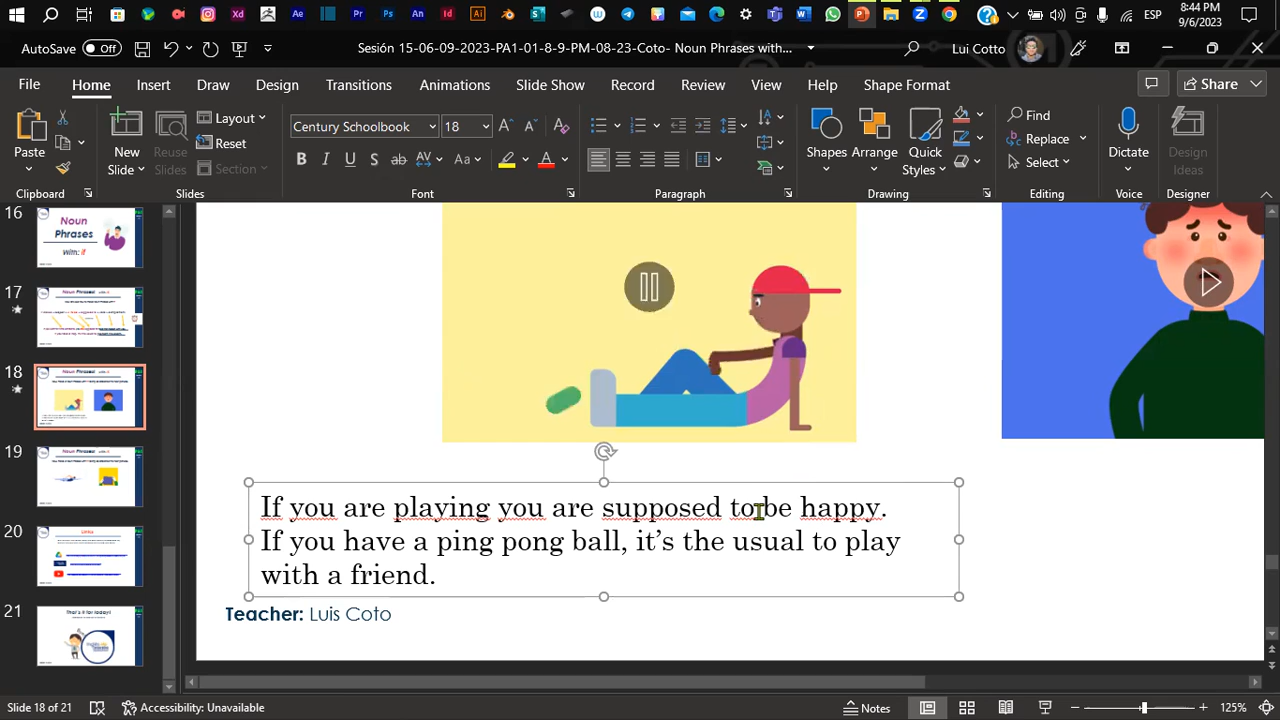 8:44 PM
ESP
9/6/2023
AutoSave Off
Sesión 15-06-09-2023-PA1-01-8-9-PM-08-23-Coto- Noun Phrases with...
Lui Cotto
File Home Insert Draw Design Transitions Animations Slide Show Record Review View Help Shape Format Share
Paste
New
Slide
Reuse
Slides
Layout
Reset
Section
Century Schoolbook 18
Shapes
Arrange
Quick
Styles
Find
Replace
Select
Dictate
Design
Ideas
Clipboard Slides Font Paragraph Drawing Editing Voice Designer
16
Noun
Phrases
with: if
17
18
19
20
21
If you are playing you are supposed to be happy.
If you have a ping pong ball, it's the usual to play
with a friend.
Teacher: Luis Coto
Slide 18 of 21
Accessibility: Unavailable
Notes
125%